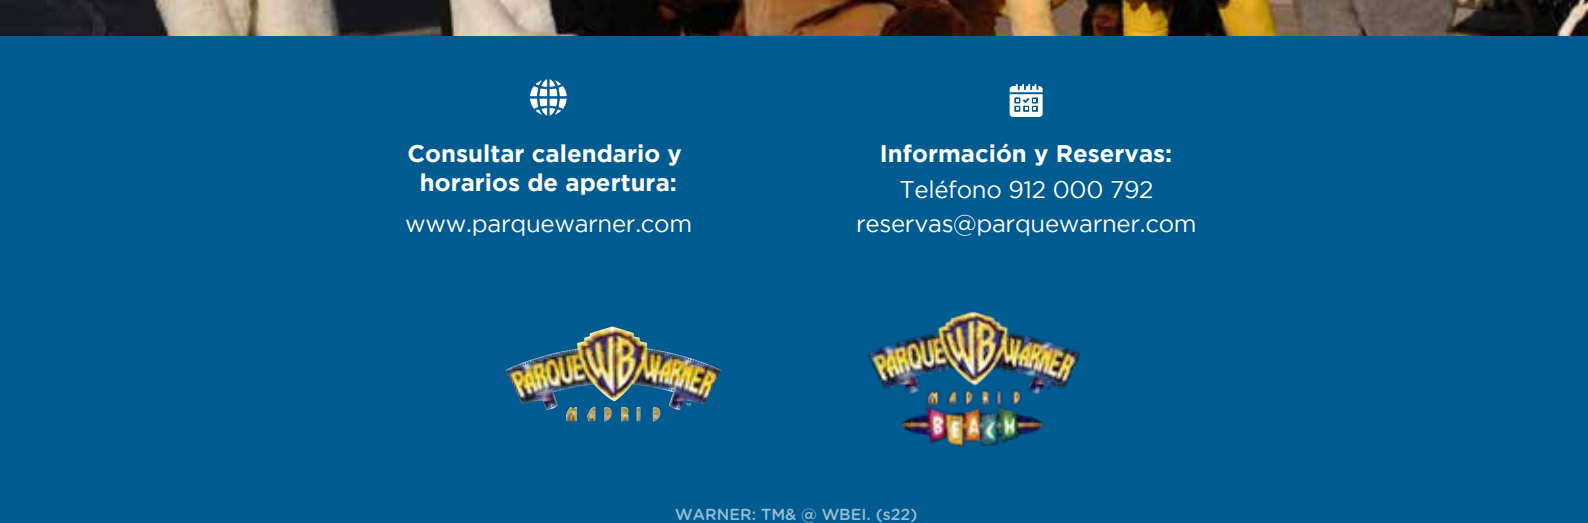 Consultar calendario y
horarios de apertura:
www.parquewarner.com
Información y Reservas:
Teléfono 912 000 792
reservas@parquewarner.com
PARQUE WB WARNER
MADRID
PARQUE WB WARNER
MADRID
BEACH
WARNER: TM& @ WBEI. (s22)